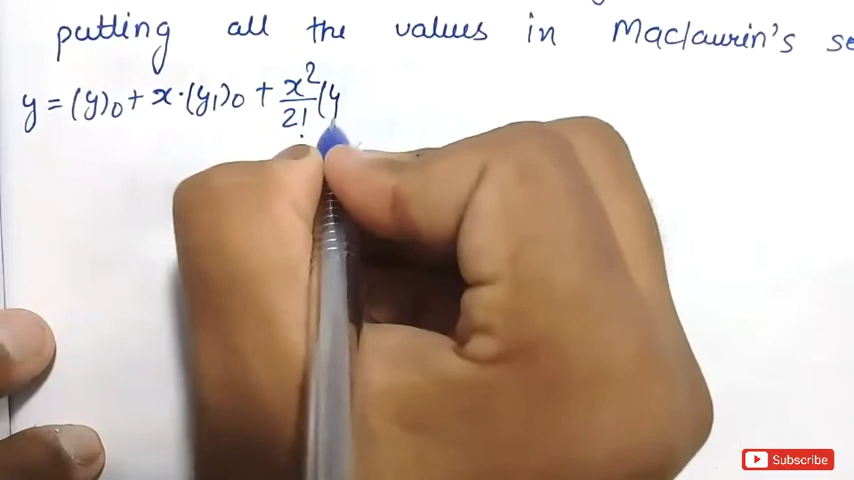 putting all the values in Maclaurin's se
y = (y)₀ + x·(y₁)₀ + x²/2! (y
Subscribe